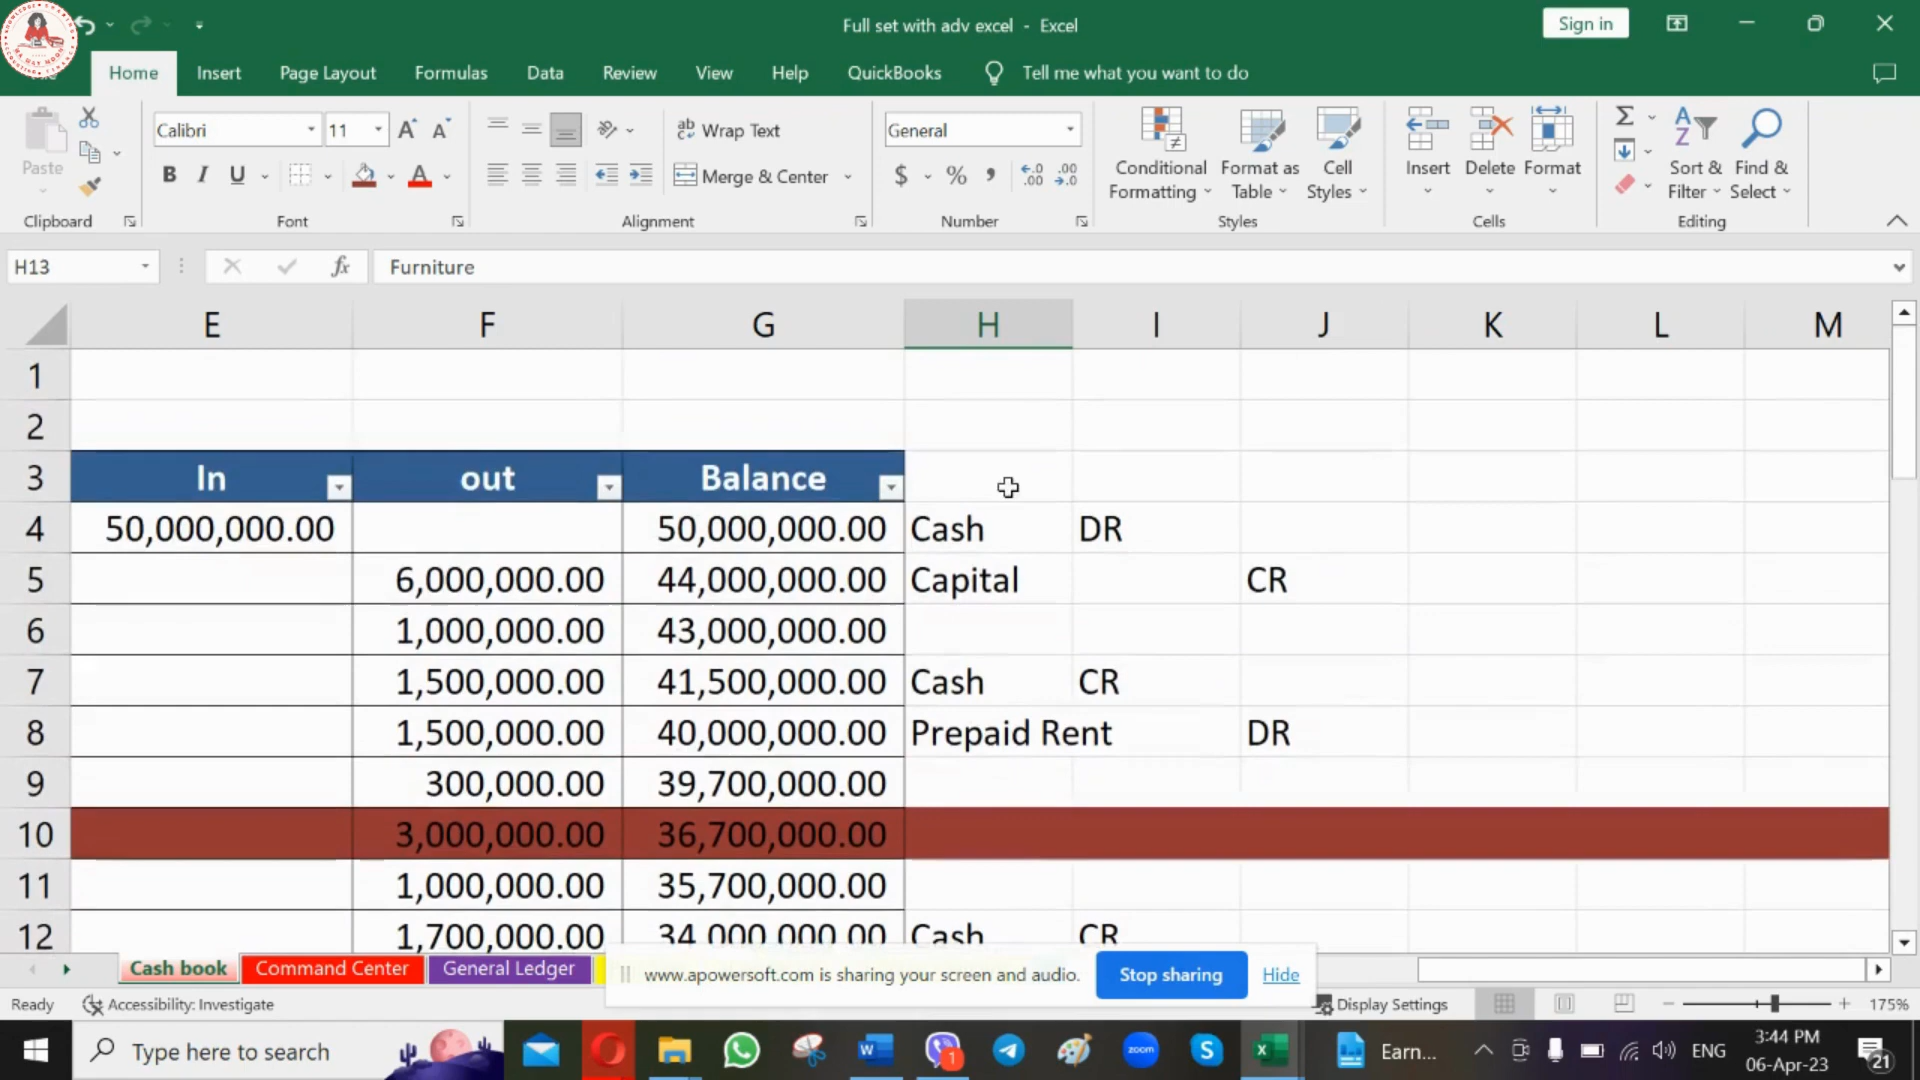 Full set with adv excel - Excel
Sign in
Home Insert Page Layout Formulas Data Review View Help QuickBooks Tell me what you want to do
Calibri 11 Wrap Text General
Paste B I U Merge & Center $ % , Conditional Formatting Format as Table Cell Styles Insert Delete Format Sort & Filter Find & Select
Clipboard Font Alignment Number Styles Cells Editing
H13 fx Furniture
E F G H I J K L M
1
2
3 In out Balance
4 50,000,000.00 50,000,000.00 Cash DR
5 6,000,000.00 44,000,000.00 Capital CR
6 1,000,000.00 43,000,000.00
7 1,500,000.00 41,500,000.00 Cash CR
8 1,500,000.00 40,000,000.00 Prepaid Rent DR
9 300,000.00 39,700,000.00
10 3,000,000.00 36,700,000.00
11 1,000,000.00 35,700,000.00
12 1,700,000.00 34,000,000.00 Cash CR
Cash book Command Center General Ledger
www.apowersoft.com is sharing your screen and audio. Stop sharing Hide
Ready Accessibility: Investigate Display Settings 175%
Type here to search zoom Earn... ENG 3:44 PM
06-Apr-23 21